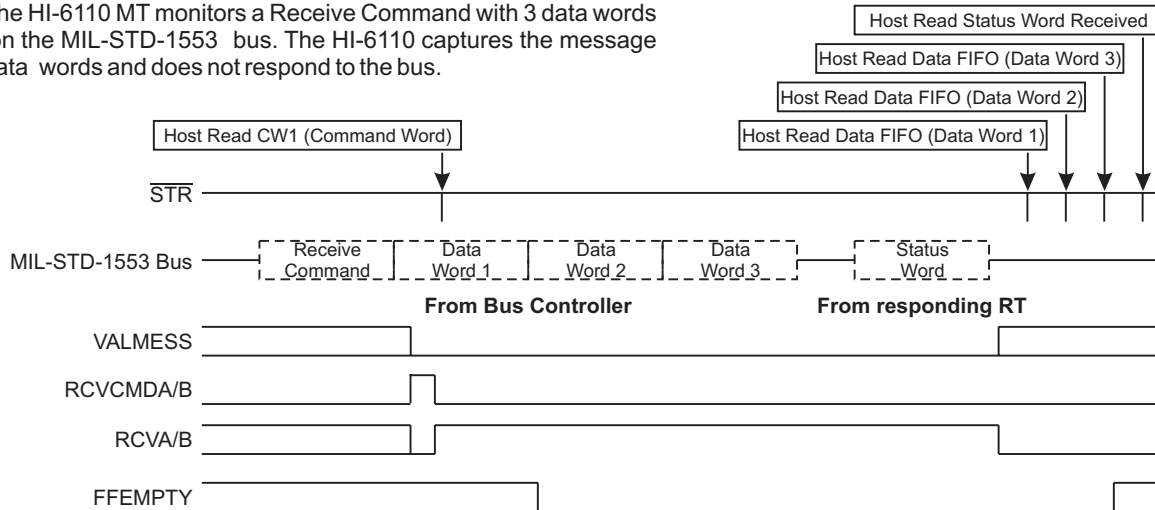 he HI-6110 MT monitors a Receive Command with 3 data words
on the MIL-STD-1553 bus. The HI-6110 captures the message
ata words and does not respond to the bus.
Host Read Status Word Received
Host Read Data FIFO (Data Word 3)
Host Read Data FIFO (Data Word 2)
Host Read CW1 (Command Word)
Host Read Data FIFO (Data Word 1)
STR
MIL-STD-1553 Bus
Receive
Command
Data
Word 1
Data
Word 2
Data
Word 3
Status
Word
From Bus Controller
From responding RT
VALMESS
RCVCMDA/B
RCVA/B
FFEMPTY